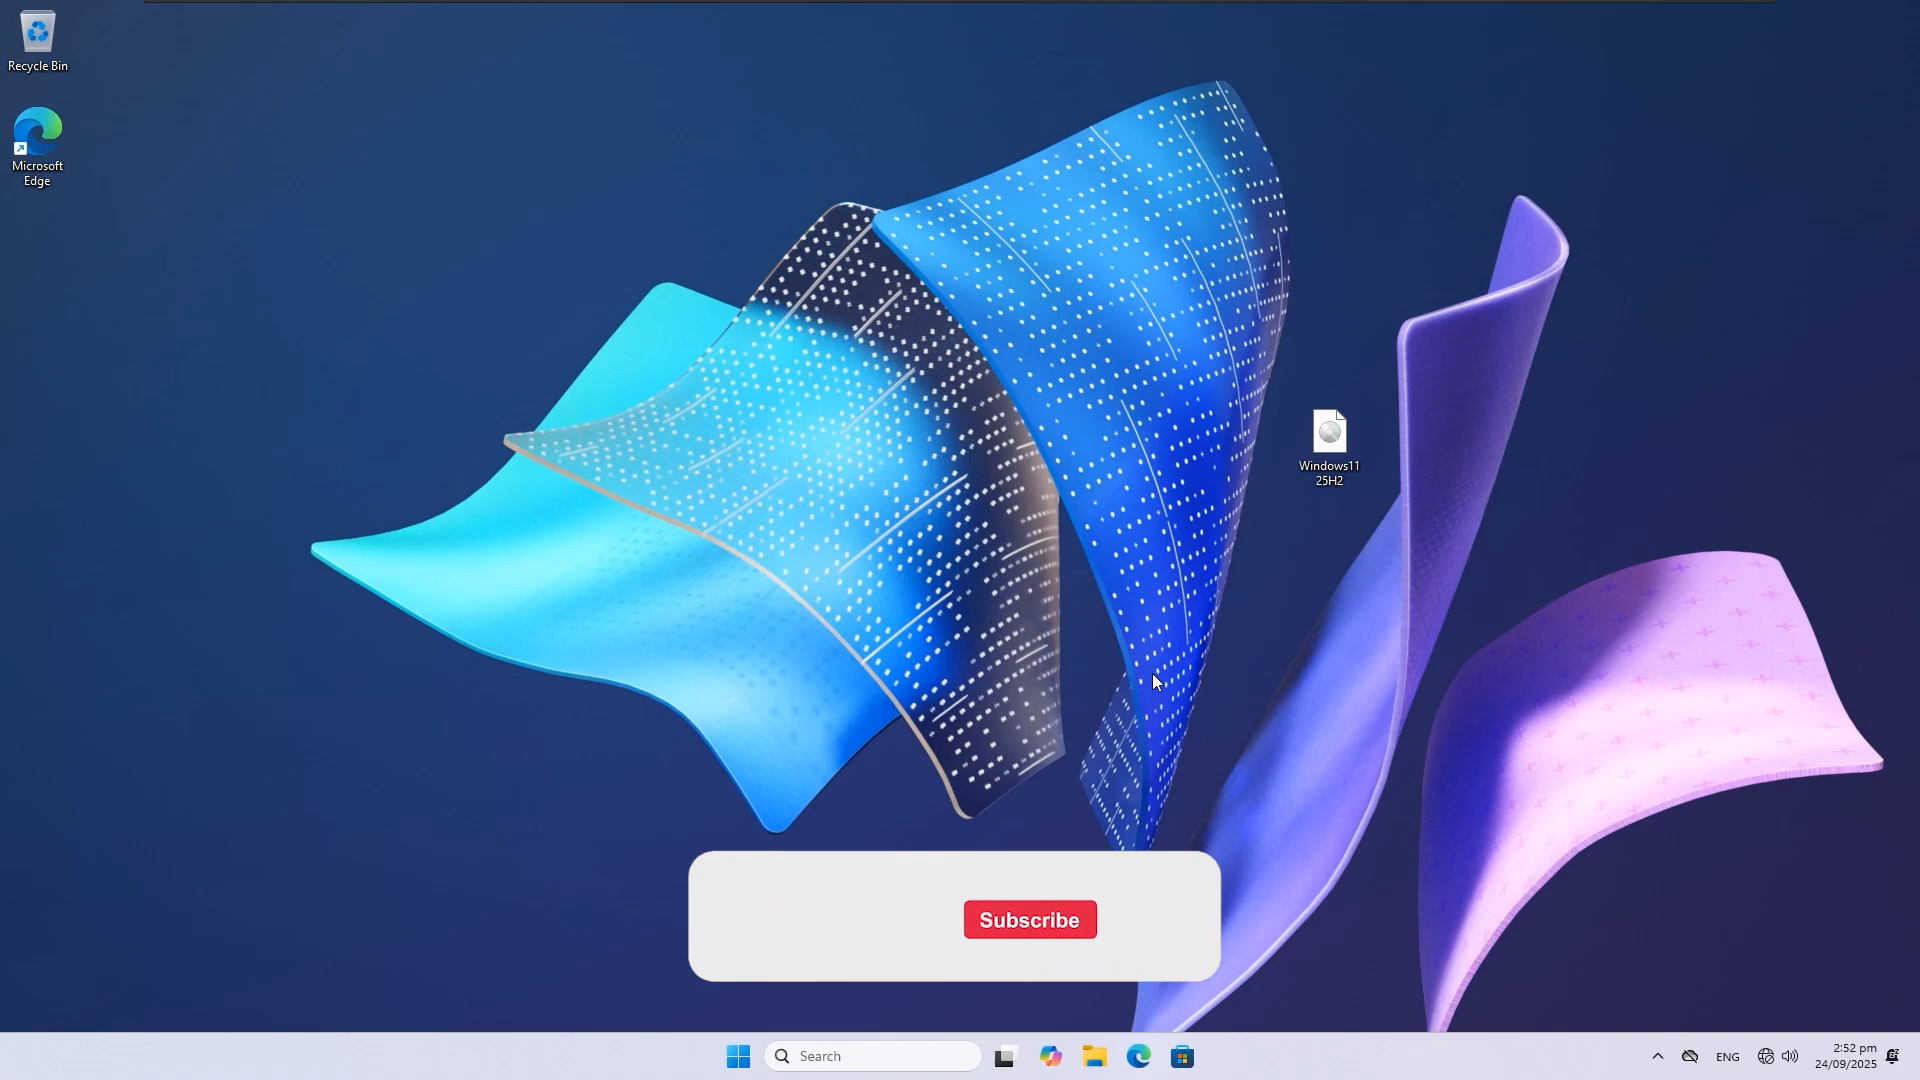 Recycle Bin
Microsoft
Edge
Windows11
25H2
Subscribe
Search
ENG
2:52 pm
24/09/2025